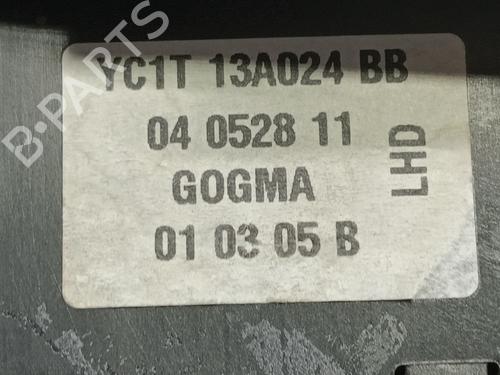 YC1T 13A024 BB
04 0528 11
GOGMA
01 03 05 B
LHD
B-PARTS